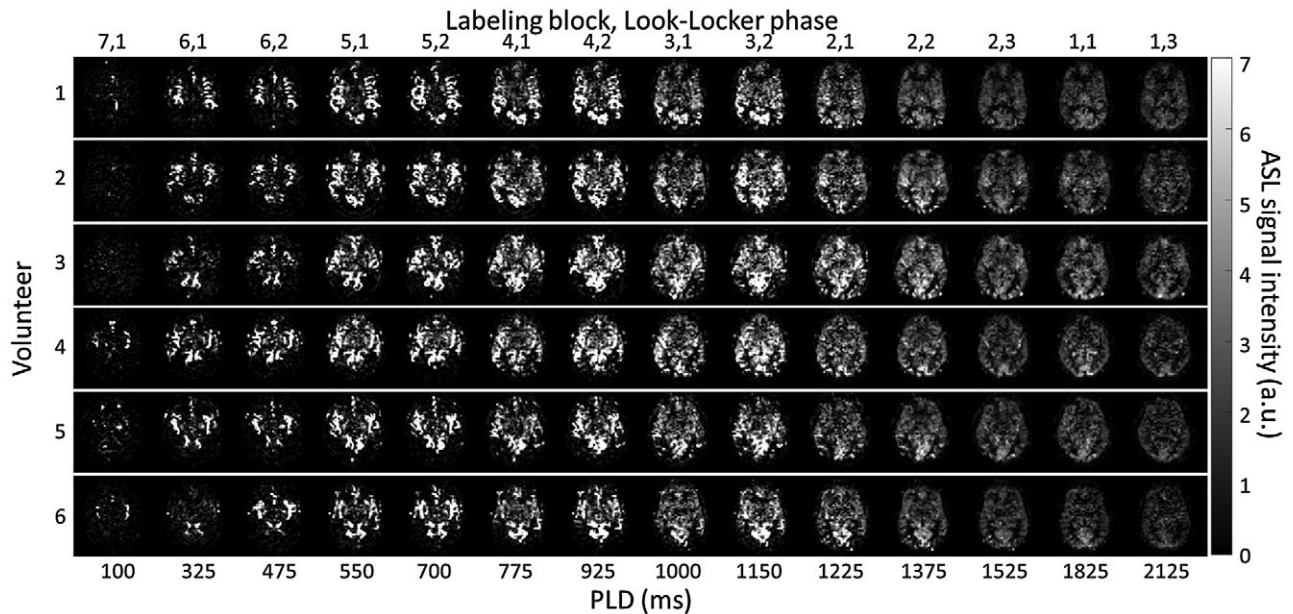 Labeling block, Look-Locker phase
7,1 6,1 6,2 5,1 5,2 4,1 4,2 3,1 3,2 2,1 2,2 2,3 1,1 1,3
Volunteer
1
2
3
4
5
6
100 325 475 550 700 775 925 1000 1150 1225 1375 1525 1825 2125
PLD (ms)
7
6
5
4
3
2
1
0
ASL signal intensity (a.u.)